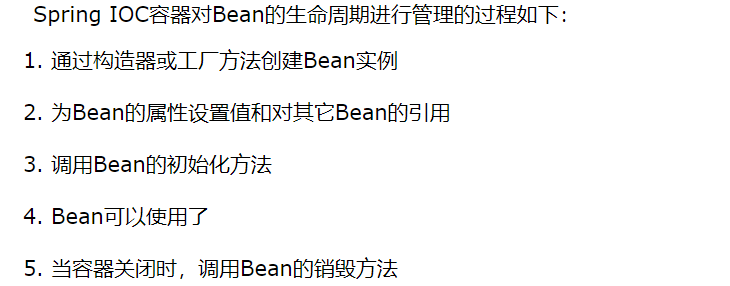 Spring IOC容器对Bean的生命周期进行管理的过程如下：
1. 通过构造器或工厂方法创建Bean实例
2. 为Bean的属性设置值和对其它Bean的引用
3. 调用Bean的初始化方法
4. Bean可以使用了
5. 当容器关闭时，调用Bean的销毁方法